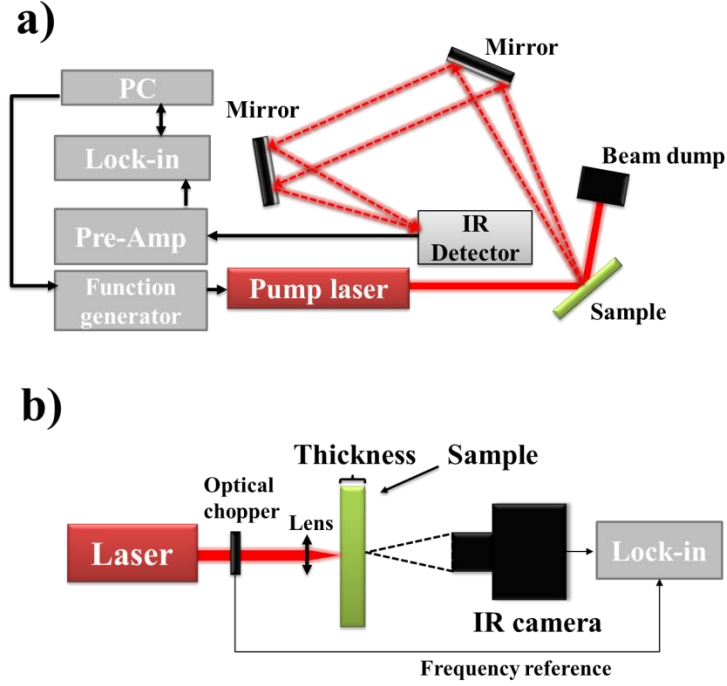 a)
Mirror
PC
Mirror
Lock-in
Beam dump
Pre-Amp
IR
Detector
Function
generator
Pump laser
Sample
b)
Thickness
Sample
Optical
chopper
Lens
Laser
Lock-in
IR camera
Frequency reference